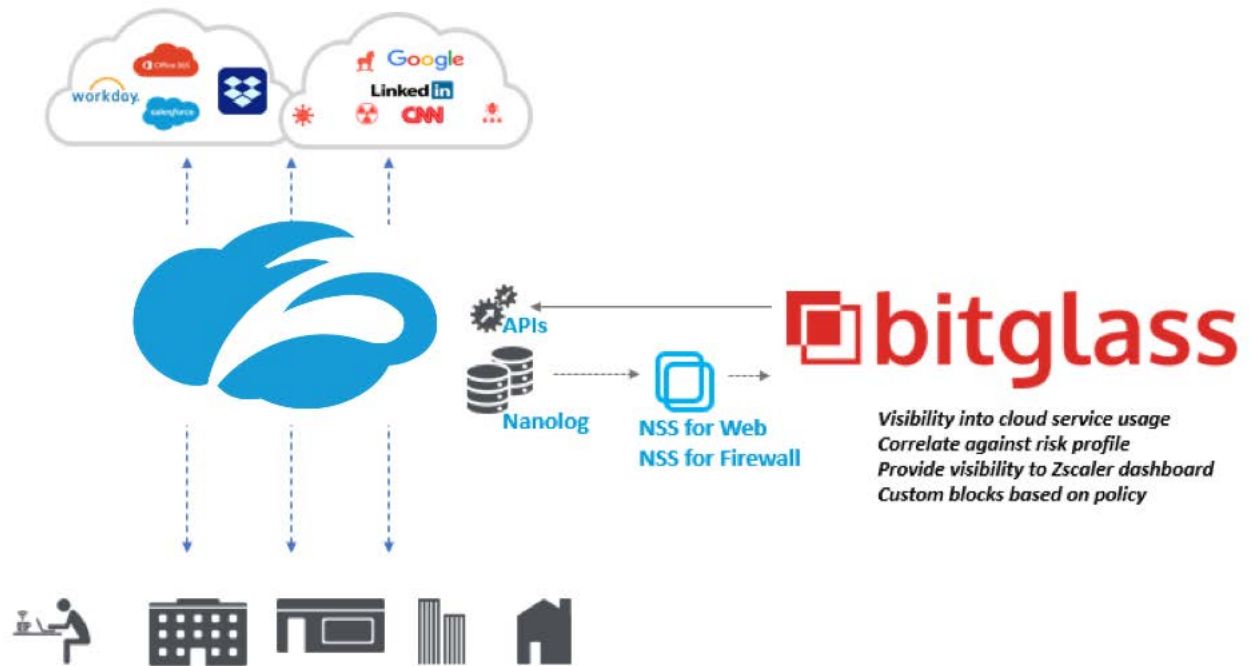 Office 365
workday.
salesforce
Google
Linked in
CNN
APIs
bitglass
Nanolog
NSS for Web
NSS for Firewall
Visibility into cloud service usage
Correlate against risk profile
Provide visibility to Zscaler dashboard
Custom blocks based on policy